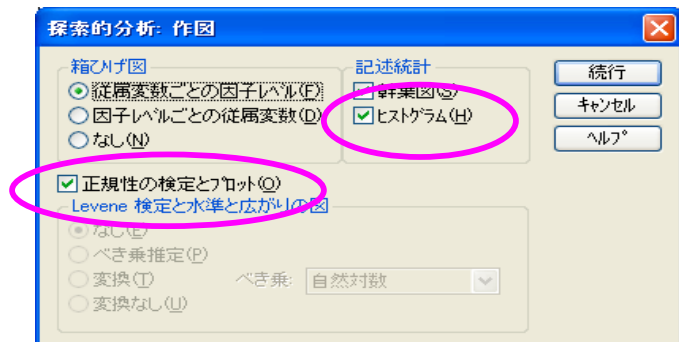 探索的分析: 作図
箱ひげ図
従属変数ごとの因子レベル(F)
因子レベルごとの従属変数(D)
なし(N)
記述統計
幹葉図(S)
ヒストグラム(H)
続行
キャンセル
ヘルプ
正規性の検定とプロット(O)
Levene 検定と水準と広がりの図
なし(E)
べき乗推定(P)
変換(T)
べき乗:
自然対数
変換なし(U)